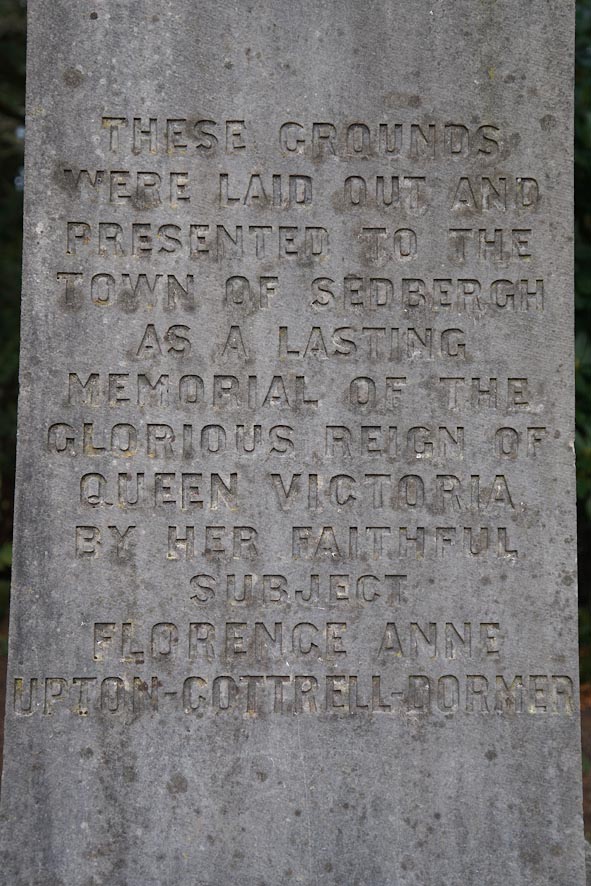 THESE GROUNDS
WERE LAID OUT AND
PRESENTED TO THE
TOWN OF SEDBERGH
AS A LASTING
MEMORIAL OF THE
GLORIOUS REIGN OF
QUEEN VICTORIA
BY HER FAITHFUL
SUBJECT
FLORENCE ANNE
UPTON-COTTRELL-DORMER